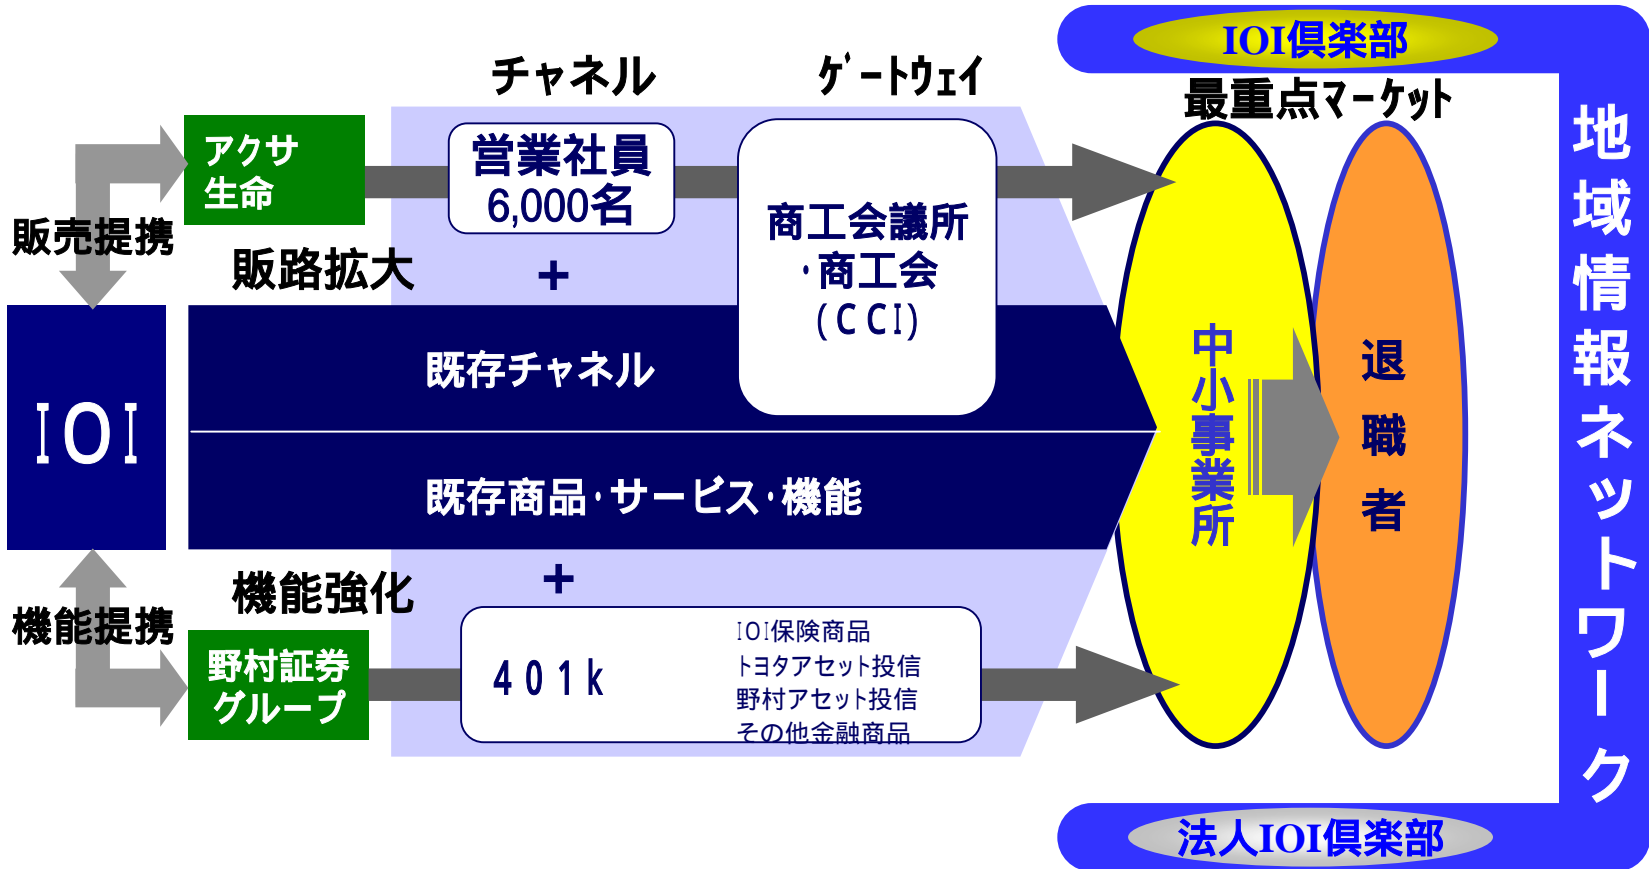 IOI倶楽部
チャネル
ｹﾞｰﾄｳｪｲ
最重点ﾏｰｹｯﾄ
アクサ
生命
営業社員
6,000名
商工会議所
・商工会
(ＣＣＩ)
販売提携
販路拡大
+
既存チャネル
ＩＯＩ
既存商品・サービス・機能
中小事業所
退職者
地域情報ネットワーク
+
機能強化
機能提携
野村証券
グループ
４０１ｋ
ＩＯＩ保険商品
トヨタアセット投信
野村アセット投信
その他金融商品
法人IOI倶楽部